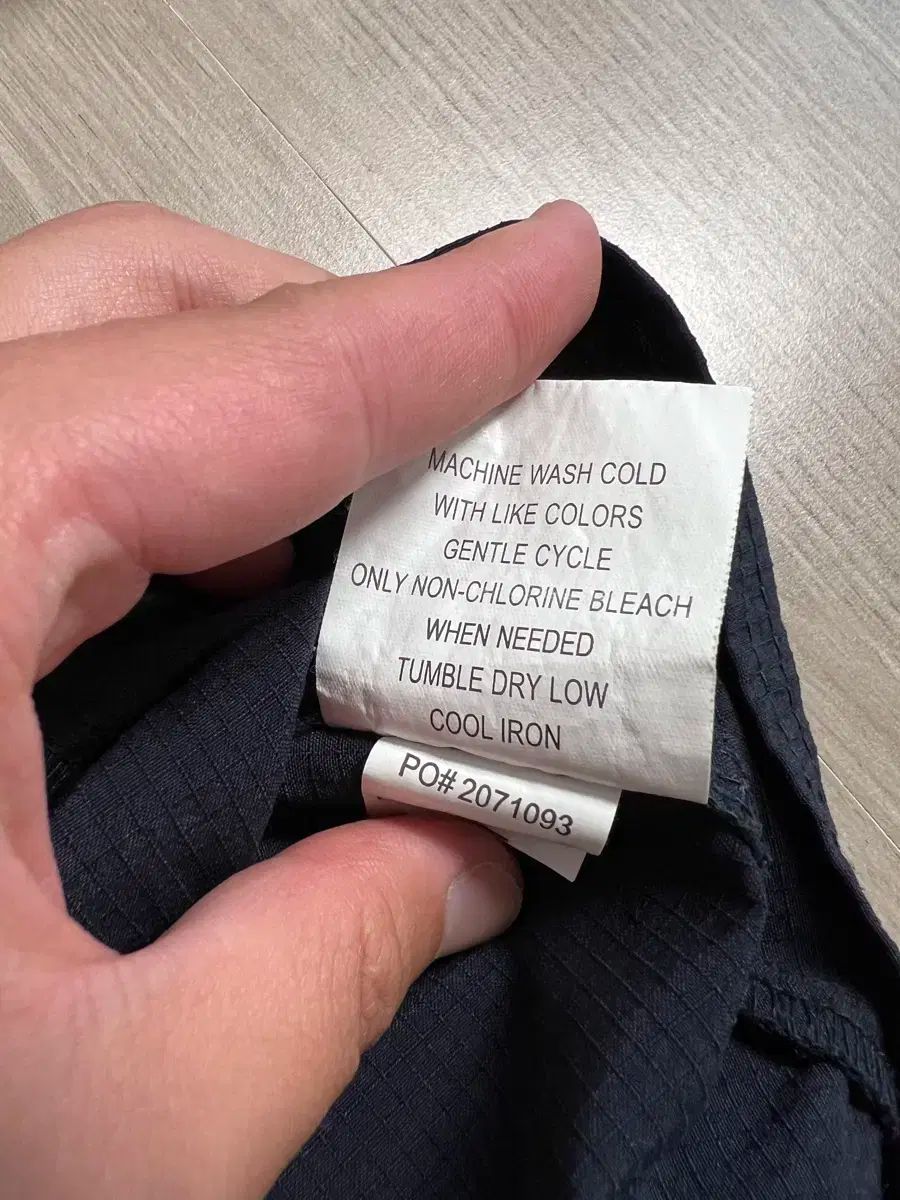 MACHINE WASH COLD
WITH LIKE COLORS
GENTLE CYCLE
ONLY NON-CHLORINE BLEACH
WHEN NEEDED
TUMBLE DRY LOW
COOL IRON
PO# 2071093